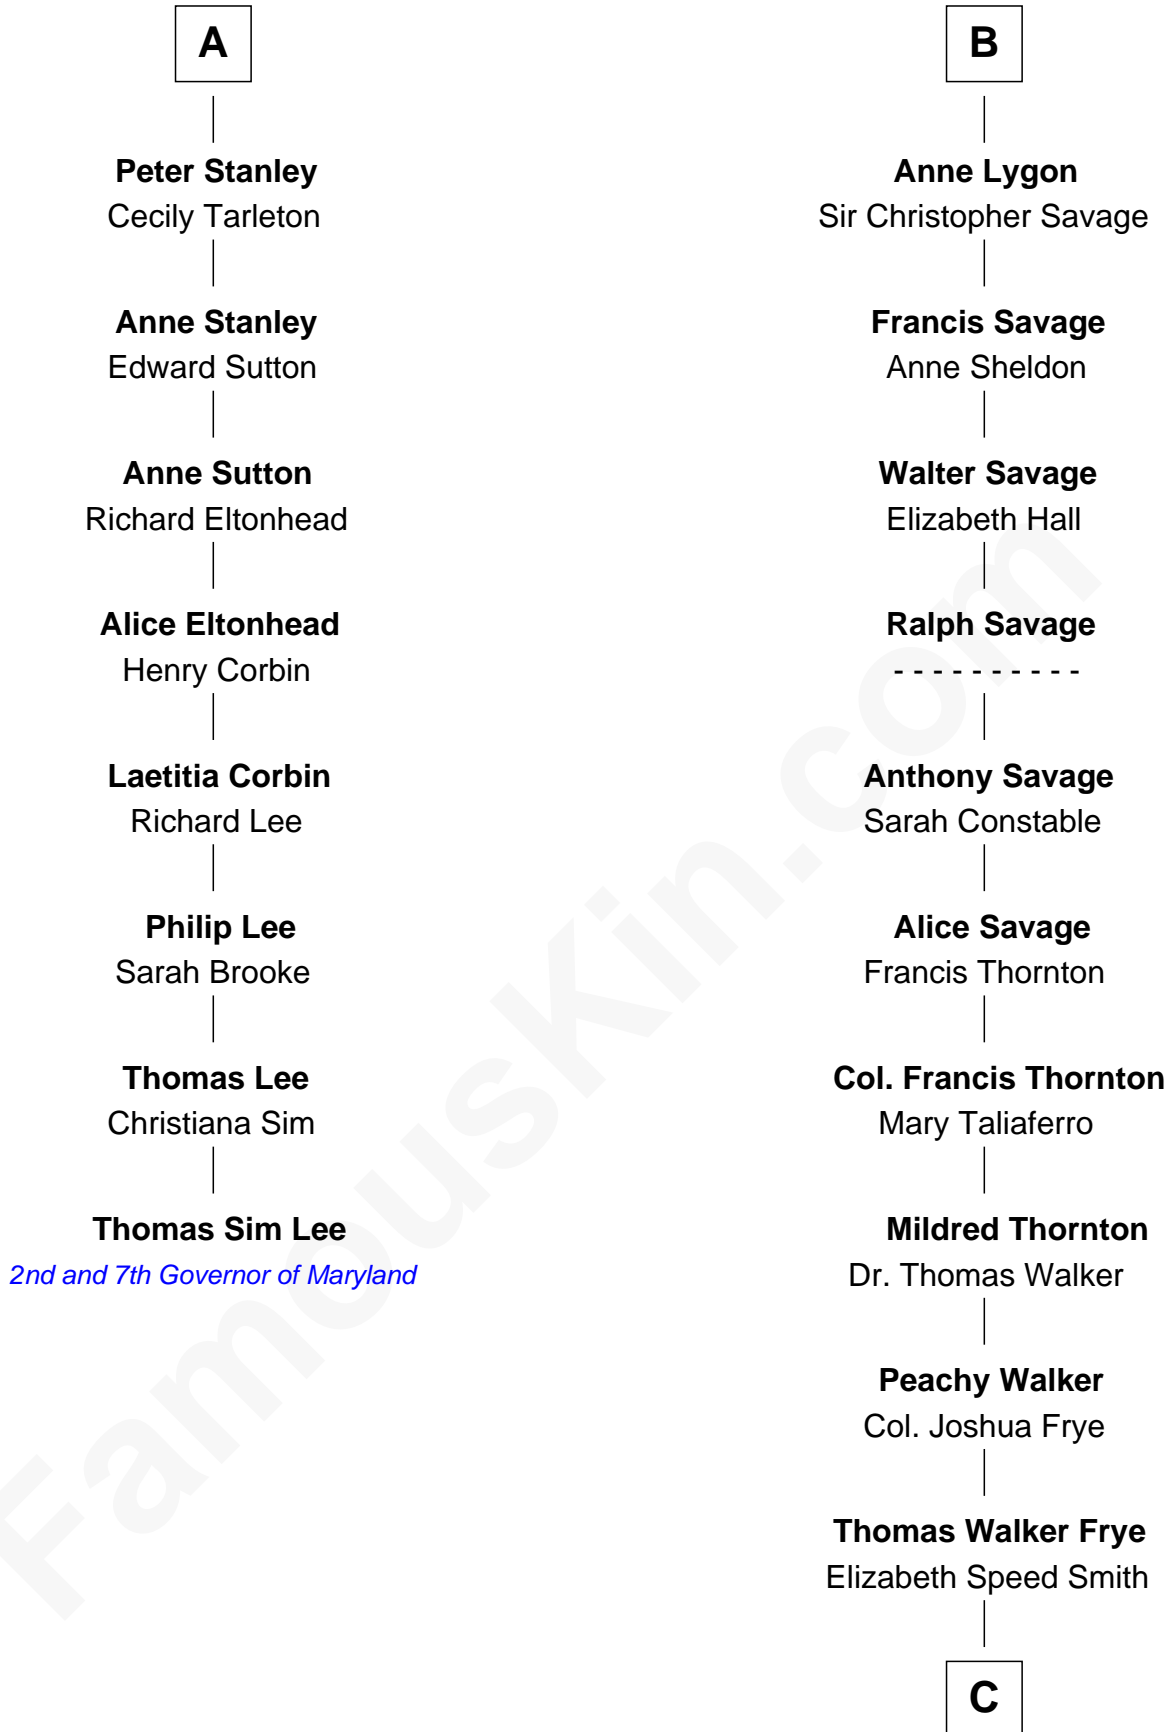 A
Peter Stanley
Cecily Tarleton
Anne Stanley
Edward Sutton
Anne Sutton
Richard Eltonhead
Alice Eltonhead
Henry Corbin
Laetitia Corbin
Richard Lee
Philip Lee
Sarah Brooke
Thomas Lee
Christiana Sim
Thomas Sim Lee
2nd and 7th Governor of Maryland
B
Anne Lygon
Sir Christopher Savage
Francis Savage
Anne Sheldon
Walter Savage
Elizabeth Hall
Ralph Savage
- - - - - - - - - -
Anthony Savage
Sarah Constable
Alice Savage
Francis Thornton
Col. Francis Thornton
Mary Taliaferro
Mildred Thornton
Dr. Thomas Walker
Peachy Walker
Col. Joshua Frye
Thomas Walker Frye
Elizabeth Speed Smith
C
FamousKin.com